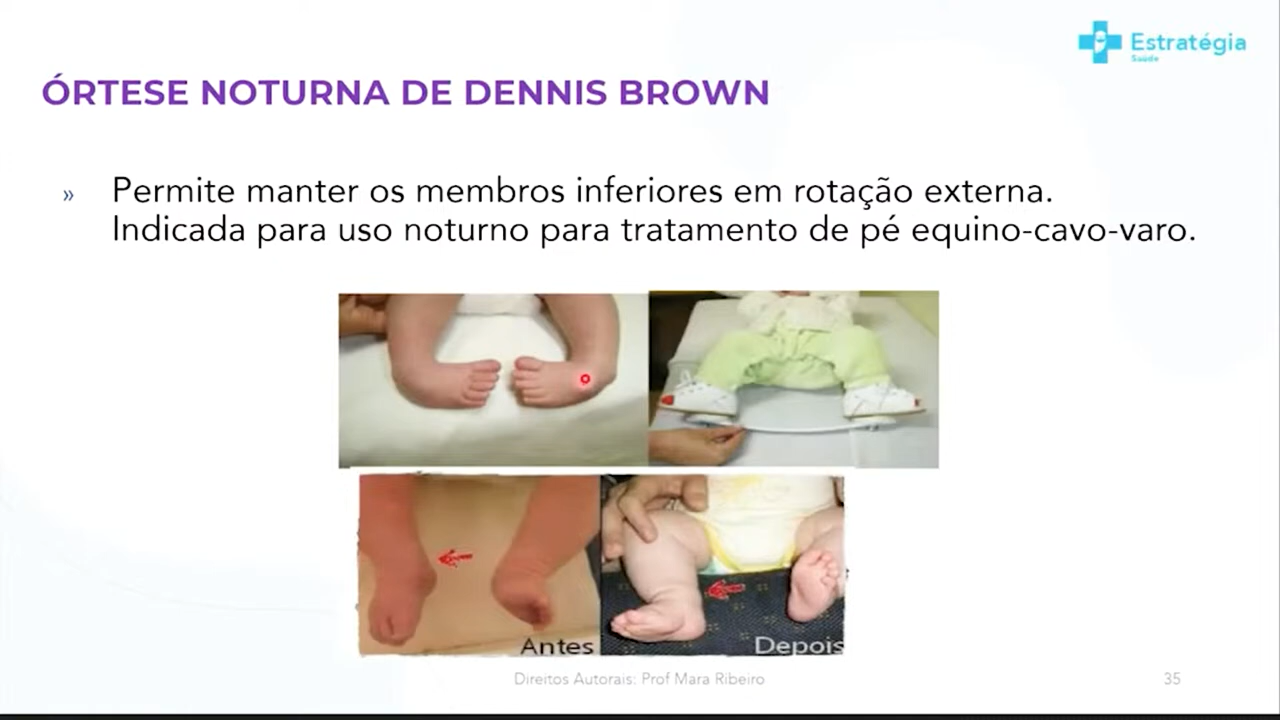 Estratégia
Saúde
ÓRTESE NOTURNA DE DENNIS BROWN
» Permite manter os membros inferiores em rotação externa.
Indicada para uso noturno para tratamento de pé equino-cavo-varo.
Antes
Depois
Direitos Autorais: Prof Mara Ribeiro
35